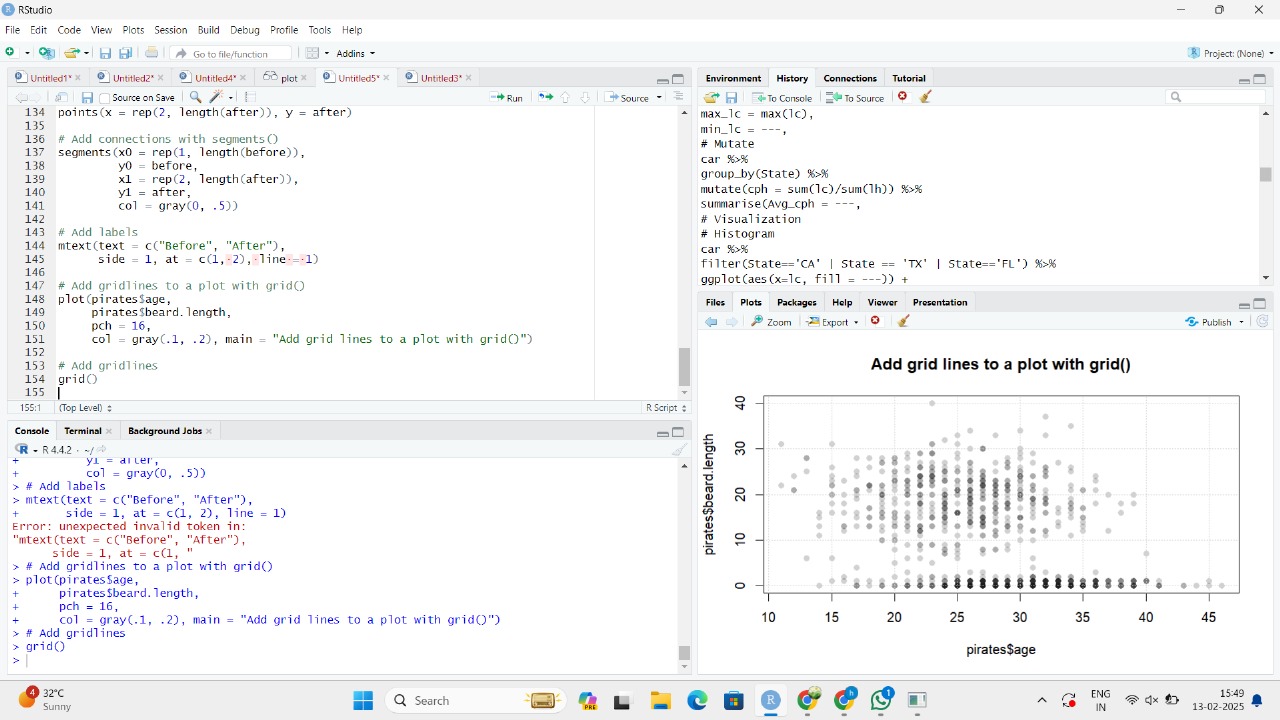 RStudio
File Edit Code View Plots Session Build Debug Profile Tools Help
Go to file/function Addins Project: (None)
Untitled1* Untitled2* Untitled4* plot Untitled5* Untitled3*
Source on Save Run Source
134 points(x = rep(2, length(after)), y = after)
135
136 # Add connections with segments()
137 segments(x0 = rep(1, length(before)),
138 y0 = before,
139 x1 = rep(2, length(after)),
140 y1 = after,
141 col = gray(0, .5))
142
143 # Add labels
144 mtext(text = c("Before", "After"),
145 side = 1, at = c(1, 2), line = 1)
146
147 # Add gridlines to a plot with grid()
148 plot(pirates$age,
149 pirates$beard.length,
150 pch = 16,
151 col = gray(.1, .2), main = "Add grid lines to a plot with grid()")
152
153 # Add gridlines
154 grid()
155
155:1 (Top Level) R Script
Console Terminal Background Jobs
R 4.4.2 · ~/
+ y1 = after,
+ col = gray(0, .5))
> # Add labels
> mtext(text = c("Before", "After"),
+ side = 1, at = c(1, 2), line = 1)
Error: unexpected invalid token in:
"mtext(text = c("Before", "After"),
side = 1, at = c(1, "
> # Add gridlines to a plot with grid()
> plot(pirates$age,
+ pirates$beard.length,
+ pch = 16,
+ col = gray(.1, .2), main = "Add grid lines to a plot with grid()")
> # Add gridlines
> grid()
>
Environment History Connections Tutorial
To Console To Source
max_lc = max(lc),
min_lc = ---,
# Mutate
car %>%
group_by(State) %>%
mutate(cph = sum(lc)/sum(lh)) %>%
summarise(Avg_cph = ---,
# Visualization
# Histogram
car %>%
filter(State=='CA' | State == 'TX' | State=='FL') %>%
ggplot(aes(x=lc, fill = ---)) +
Files Plots Packages Help Viewer Presentation
Zoom Export Publish
Add grid lines to a plot with grid()
pirates$beard.length
40
30
20
10
0
10 15 20 25 30 35 40 45
pirates$age
4
32°C
Sunny
Search
PRE
h
1
ENG
IN
15:49
13-02-2025